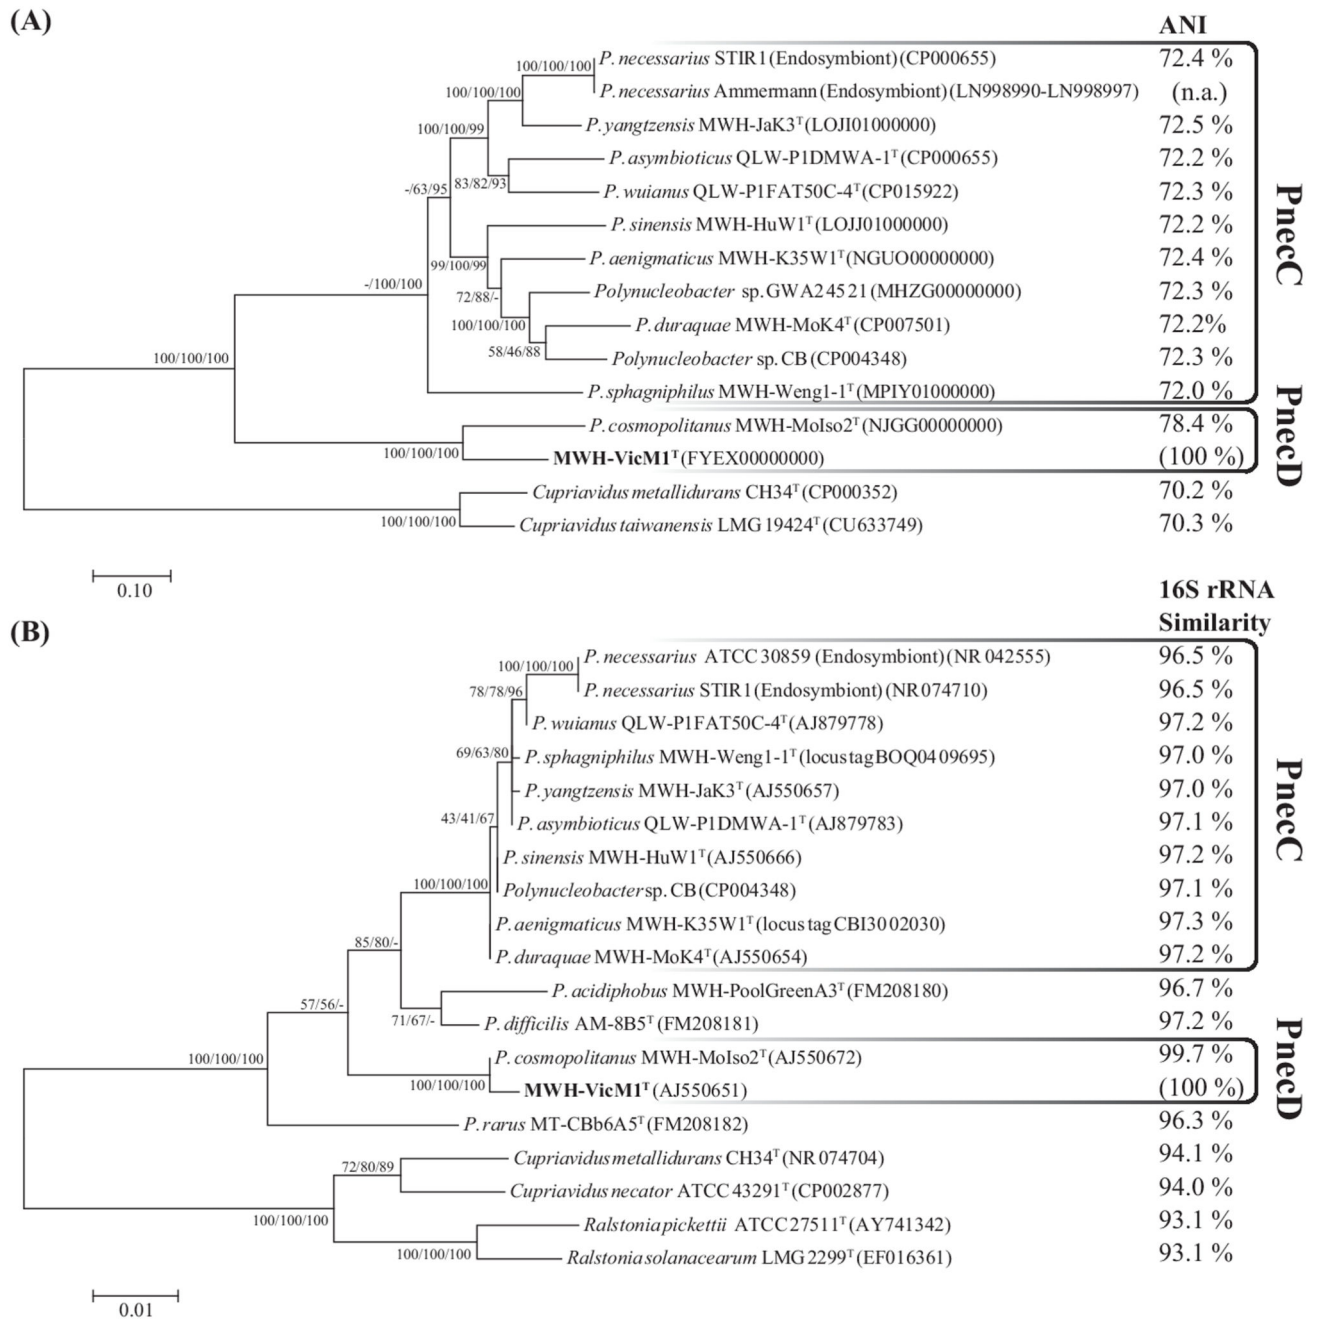 (A)
ANI
100/100/100 P. necessarius STIR1 (Endosymbiont) (CP000655) 72.4 %
100/100/100 P. necessarius Ammermann (Endosymbiont) (LN998990-LN998997) (n.a.)
100/100/99 P. yangtzensis MWH-JaK3ᵀ (LOJI01000000) 72.5 %
P. asymbioticus QLW-P1DMWA-1ᵀ (CP000655) 72.2 %
-/63/95 83/82/93 P. wuianus QLW-P1FAT50C-4ᵀ (CP015922) 72.3 %
P. sinensis MWH-HuW1ᵀ (LOJJ01000000) 72.2 %
99/100/99 P. aenigmaticus MWH-K35W1ᵀ (NGUO00000000) 72.4 %
-/100/100 72/88/- Polynucleobacter sp. GWA24521 (MHZG00000000) 72.3 %
100/100/100 P. duraquae MWH-MoK4ᵀ (CP007501) 72.2%
100/100/100 58/46/88 Polynucleobacter sp. CB (CP004348) 72.3 %
P. sphagniphilus MWH-Weng1-1ᵀ (MPIY01000000) 72.0 %
P. cosmopolitanus MWH-MoIso2ᵀ (NJGG00000000) 78.4 %
100/100/100 MWH-VicM1ᵀ (FYEX00000000) (100 %)
Cupriavidus metallidurans CH34ᵀ (CP000352) 70.2 %
100/100/100 Cupriavidus taiwanensis LMG 19424ᵀ (CU633749) 70.3 %
PnecC
PnecD
0.10
16S rRNA
Similarity
(B)
100/100/100 P. necessarius ATCC 30859 (Endosymbiont) (NR 042555) 96.5 %
78/78/96 P. necessarius STIR1 (Endosymbiont) (NR 074710) 96.5 %
P. wuianus QLW-P1FAT50C-4ᵀ (AJ879778) 97.2 %
69/63/80 P. sphagniphilus MWH-Weng1-1ᵀ (locus tag BOQ04 09695) 97.0 %
P. yangtzensis MWH-JaK3ᵀ (AJ550657) 97.0 %
43/41/67 P. asymbioticus QLW-P1DMWA-1ᵀ (AJ879783) 97.1 %
P. sinensis MWH-HuW1ᵀ (AJ550666) 97.2 %
100/100/100 Polynucleobacter sp. CB (CP004348) 97.1 %
P. aenigmaticus MWH-K35W1ᵀ (locus tag CBI30 02030) 97.3 %
85/80/- P. duraquae MWH-MoK4ᵀ (AJ550654) 97.2 %
57/56/- P. acidiphobus MWH-PoolGreenA3ᵀ (FM208180) 96.7 %
71/67/- P. difficilis AM-8B5ᵀ (FM208181) 97.2 %
100/100/100 P. cosmopolitanus MWH-MoIso2ᵀ (AJ550672) 99.7 %
100/100/100 MWH-VicM1ᵀ (AJ550651) (100 %)
P. rarus MT-CBb6A5ᵀ (FM208182) 96.3 %
72/80/89 Cupriavidus metallidurans CH34ᵀ (NR 074704) 94.1 %
Cupriavidus necator ATCC 43291ᵀ (CP002877) 94.0 %
100/100/100 Ralstonia pickettii ATCC 27511ᵀ (AY741342) 93.1 %
100/100/100 Ralstonia solanacearum LMG 2299ᵀ (EF016361) 93.1 %
PnecC
PnecD
0.01